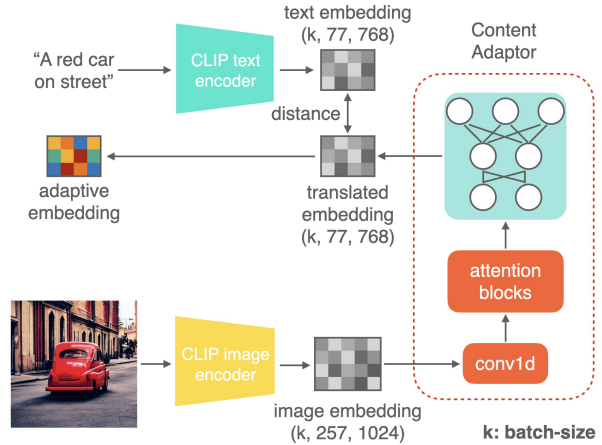 text embedding
(k, 77, 768)
Content
Adaptor
“A red car
on street”
CLIP text
encoder
distance
adaptive
embedding
translated
embedding
(k, 77, 768)
attention
blocks
CLIP image
encoder
conv1d
image embedding
(k, 257, 1024)
k: batch-size